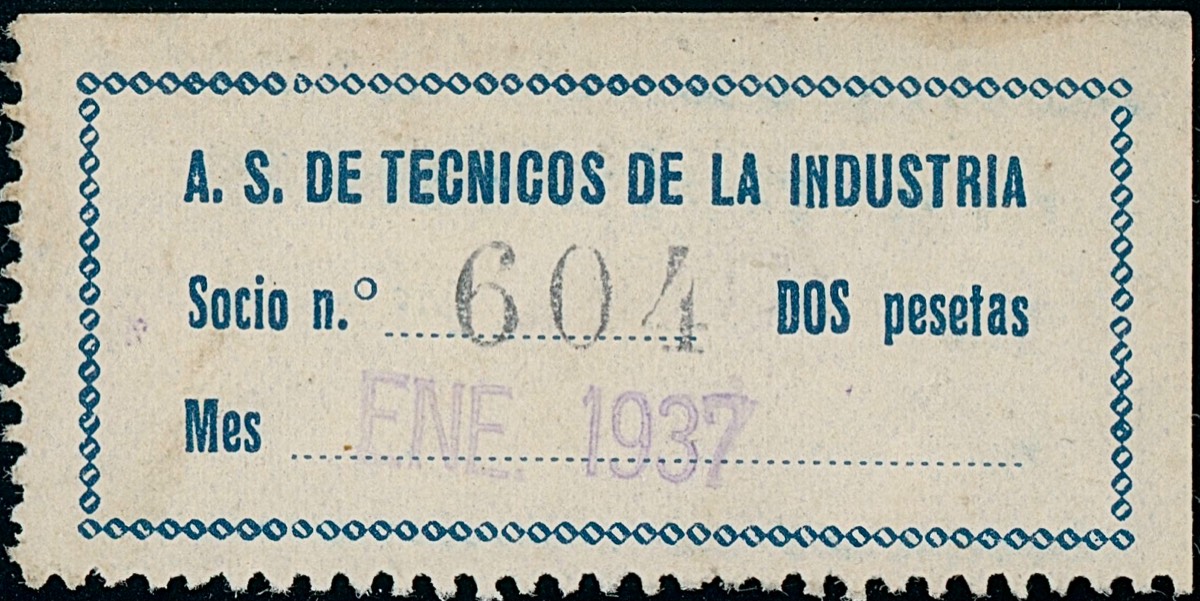 A. S. DE TECNICOS DE LA INDUSTRIA
Socio n.º 604 DOS pesetas
Mes ENE. 1937